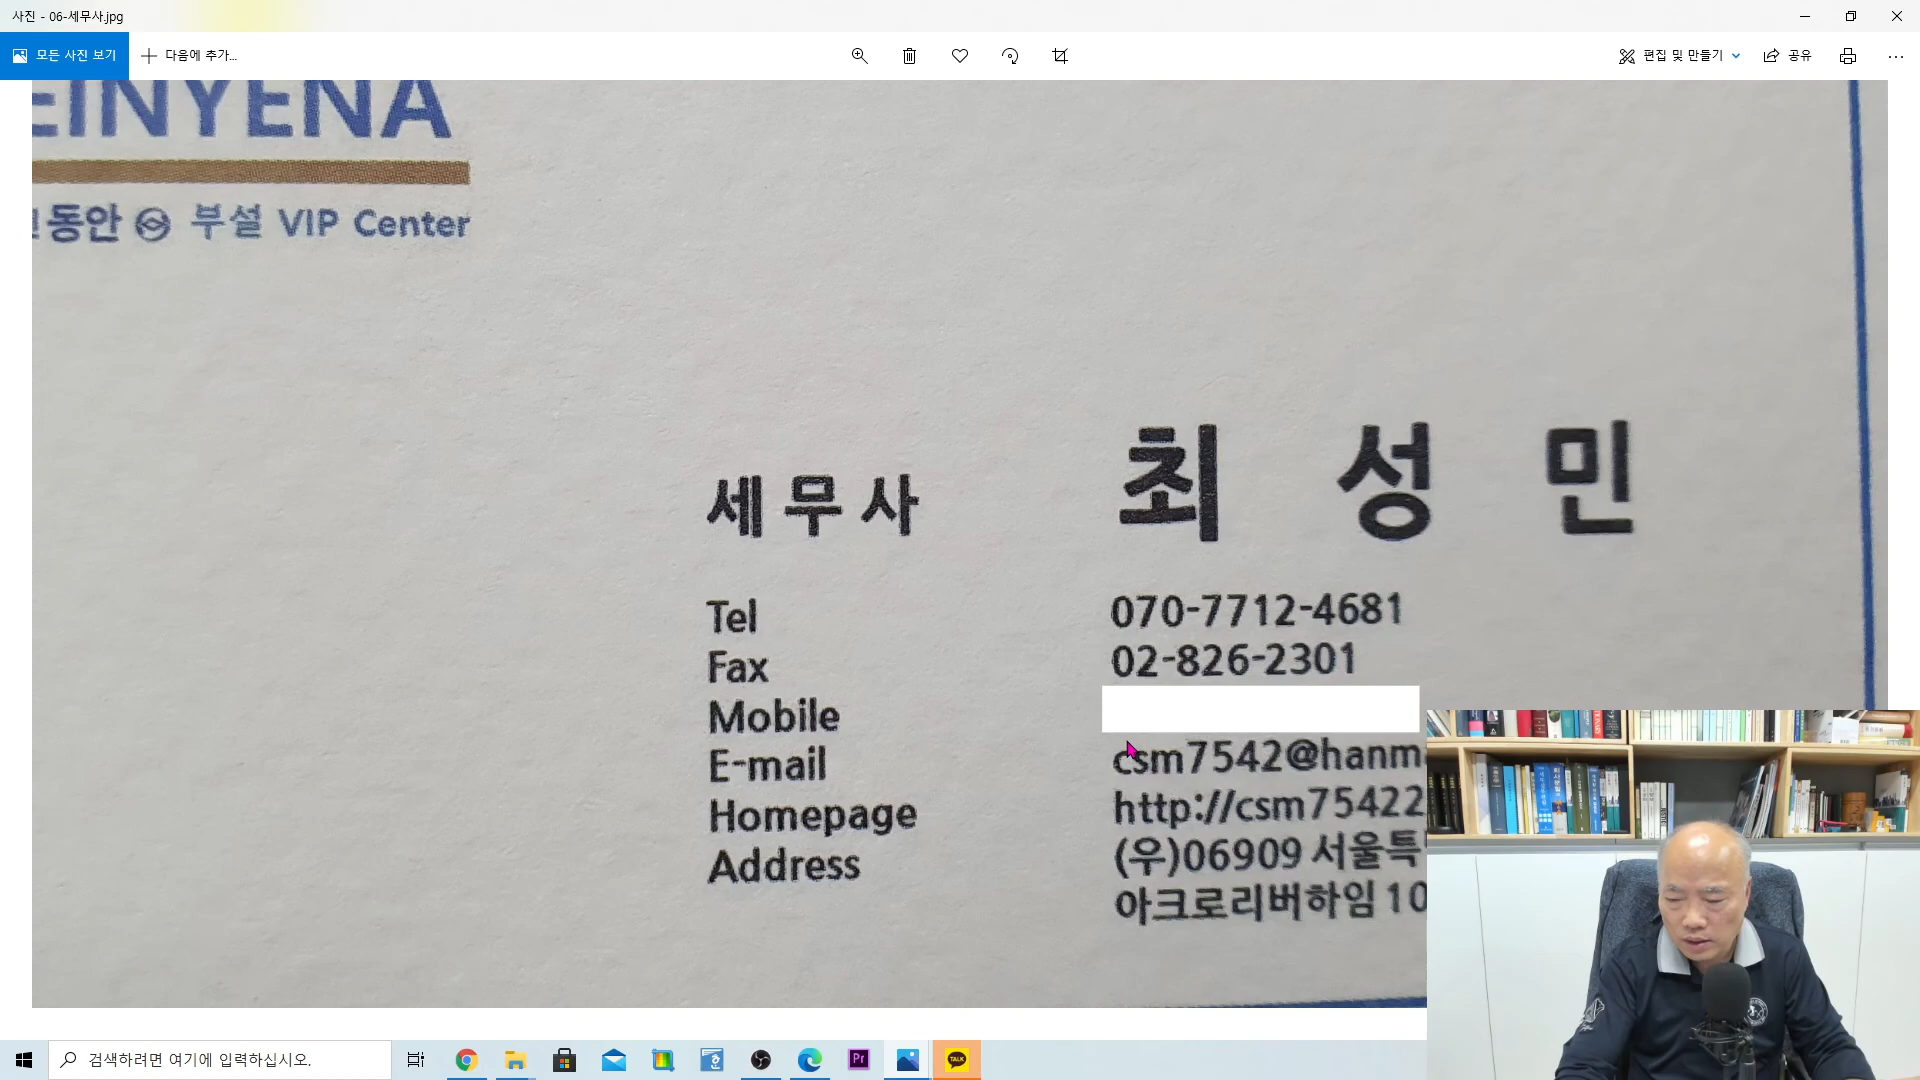 사진 - 06-세무사.jpg
모든 사진 보기
다음에 추가...
편집 및 만들기
공유
EINYENA
동안 부설 VIP Center
세무사 최 성 민
Tel 070-7712-4681
Fax 02-826-2301
Mobile
E-mail csm7542@hanm
Homepage http://csm75422
Address (우)06909 서울특
아크로리버하임 10
검색하려면 여기에 입력하십시오.
Pr
TALK